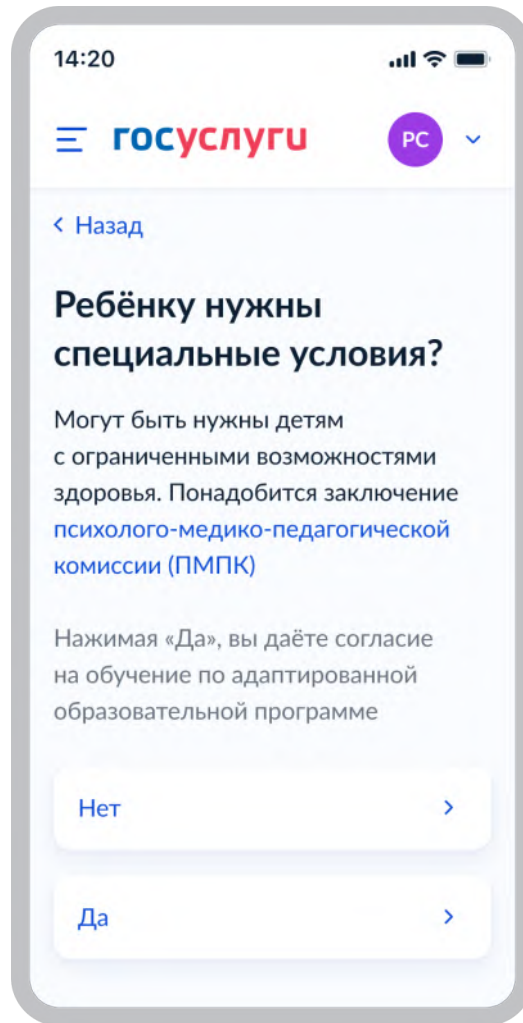 14:20
госуслуги
РС
Назад
Ребёнку нужны
специальные условия?
Могут быть нужны детям
с ограниченными возможностями
здоровья. Понадобится заключение
психолого-медико-педагогической
комиссии (ПМПК)
Нажимая «Да», вы даёте согласие
на обучение по адаптированной
образовательной программе
Нет
Да